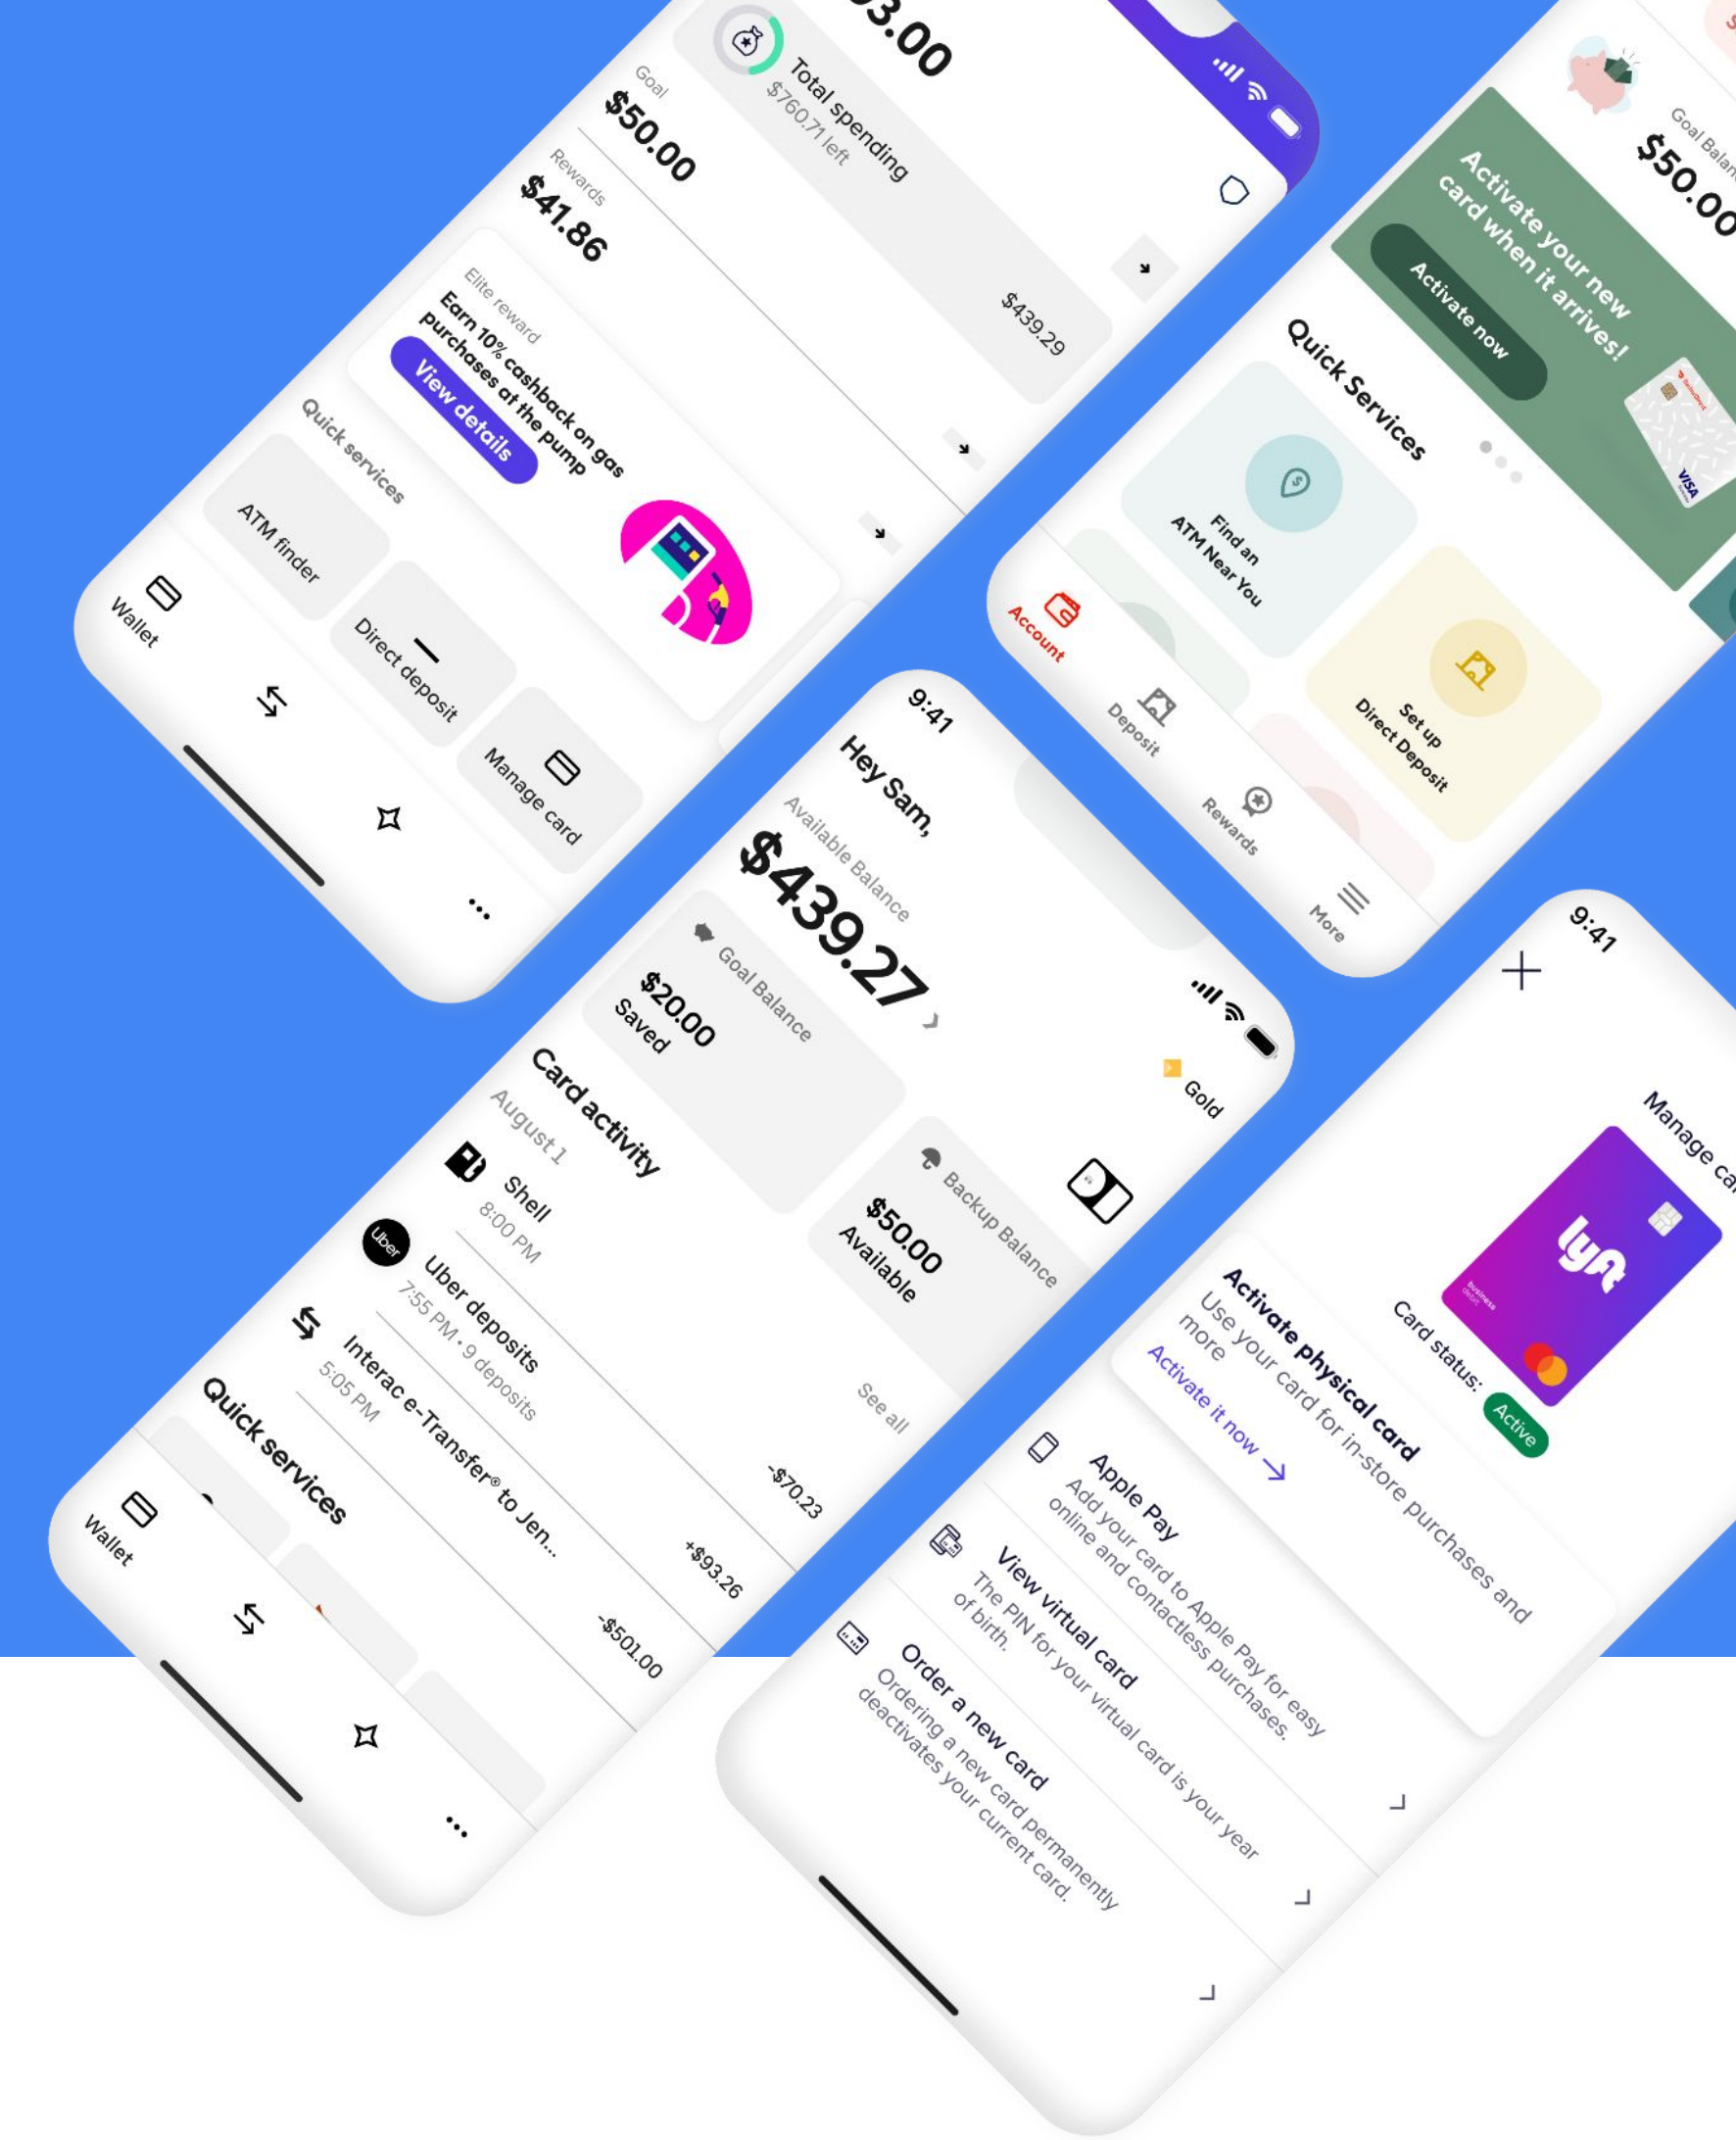 3.00
Total spending
$760.71 left
$439.29
Goal
$50.00
Rewards
$41.86
Elite reward
Earn 10% cashback on gas
purchases at the pump
View details
Quick services
ATM finder
Direct deposit
Manage card
Wallet
Goal Balan
$50.00
Activate your new
card when it arrives!
Activate now
VISA
Quick Services
Find an
ATM Near You
Set up
Direct Deposit
Account
Deposit
Rewards
More
9:41
Hey Sam,
Gold
Available Balance
$439.27
Goal Balance
$20.00
Saved
Backup Balance
$50.00
Available
Card activity
See all
August 1
Shell
8:00 PM
-$70.23
Uber
Uber deposits
7:55 PM • 9 deposits
+$93.26
Interac e-Transfer® to Jen...
5:05 PM
-$501.00
Quick services
Wallet
9:41
Manage ca
lyft
business
debit
Card status:
Active
Activate physical card
Use your card for in-store purchases and
more
Activate it now
Apple Pay
Add your card to Apple Pay for easy
online and contactless purchases.
View virtual card
The PIN for your virtual card is your year
of birth.
Order a new card
Ordering a new card permanently
deactivates your current card.